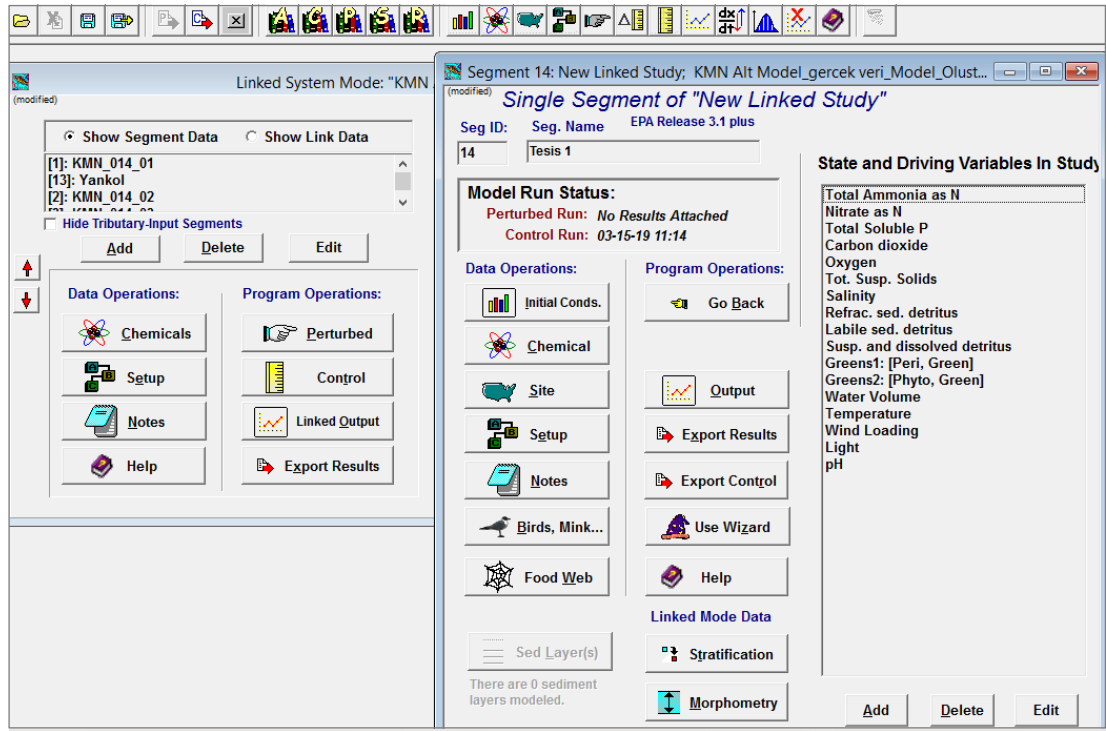 A C P S R
Linked System Mode: "KMN
(modified)
Show Segment Data
Show Link Data
[1]: KMN_014_01
[13]: Yankol
[2]: KMN_014_02
Hide Tributary-Input Segments
Add
Delete
Edit
Data Operations:
Program Operations:
Chemicals
Perturbed
Setup
Control
Notes
Linked Output
Help
Export Results
Segment 14: New Linked Study; KMN Alt Model_gercek veri_Model_Olust...
(modified)
Single Segment of "New Linked Study"
Seg ID:
Seg. Name
EPA Release 3.1 plus
14
Tesis 1
Model Run Status:
Perturbed Run: No Results Attached
Control Run: 03-15-19 11:14
Data Operations:
Program Operations:
Initial Conds.
Go Back
Chemical
Site
Output
Setup
Export Results
Notes
Export Control
Birds, Mink...
Use Wizard
Food Web
Help
Linked Mode Data
Sed Layer(s)
Stratification
There are 0 sediment
layers modeled.
Morphometry
State and Driving Variables In Study
Total Ammonia as N
Nitrate as N
Total Soluble P
Carbon dioxide
Oxygen
Tot. Susp. Solids
Salinity
Refrac. sed. detritus
Labile sed. detritus
Susp. and dissolved detritus
Greens1: [Peri, Green]
Greens2: [Phyto, Green]
Water Volume
Temperature
Wind Loading
Light
pH
Add
Delete
Edit